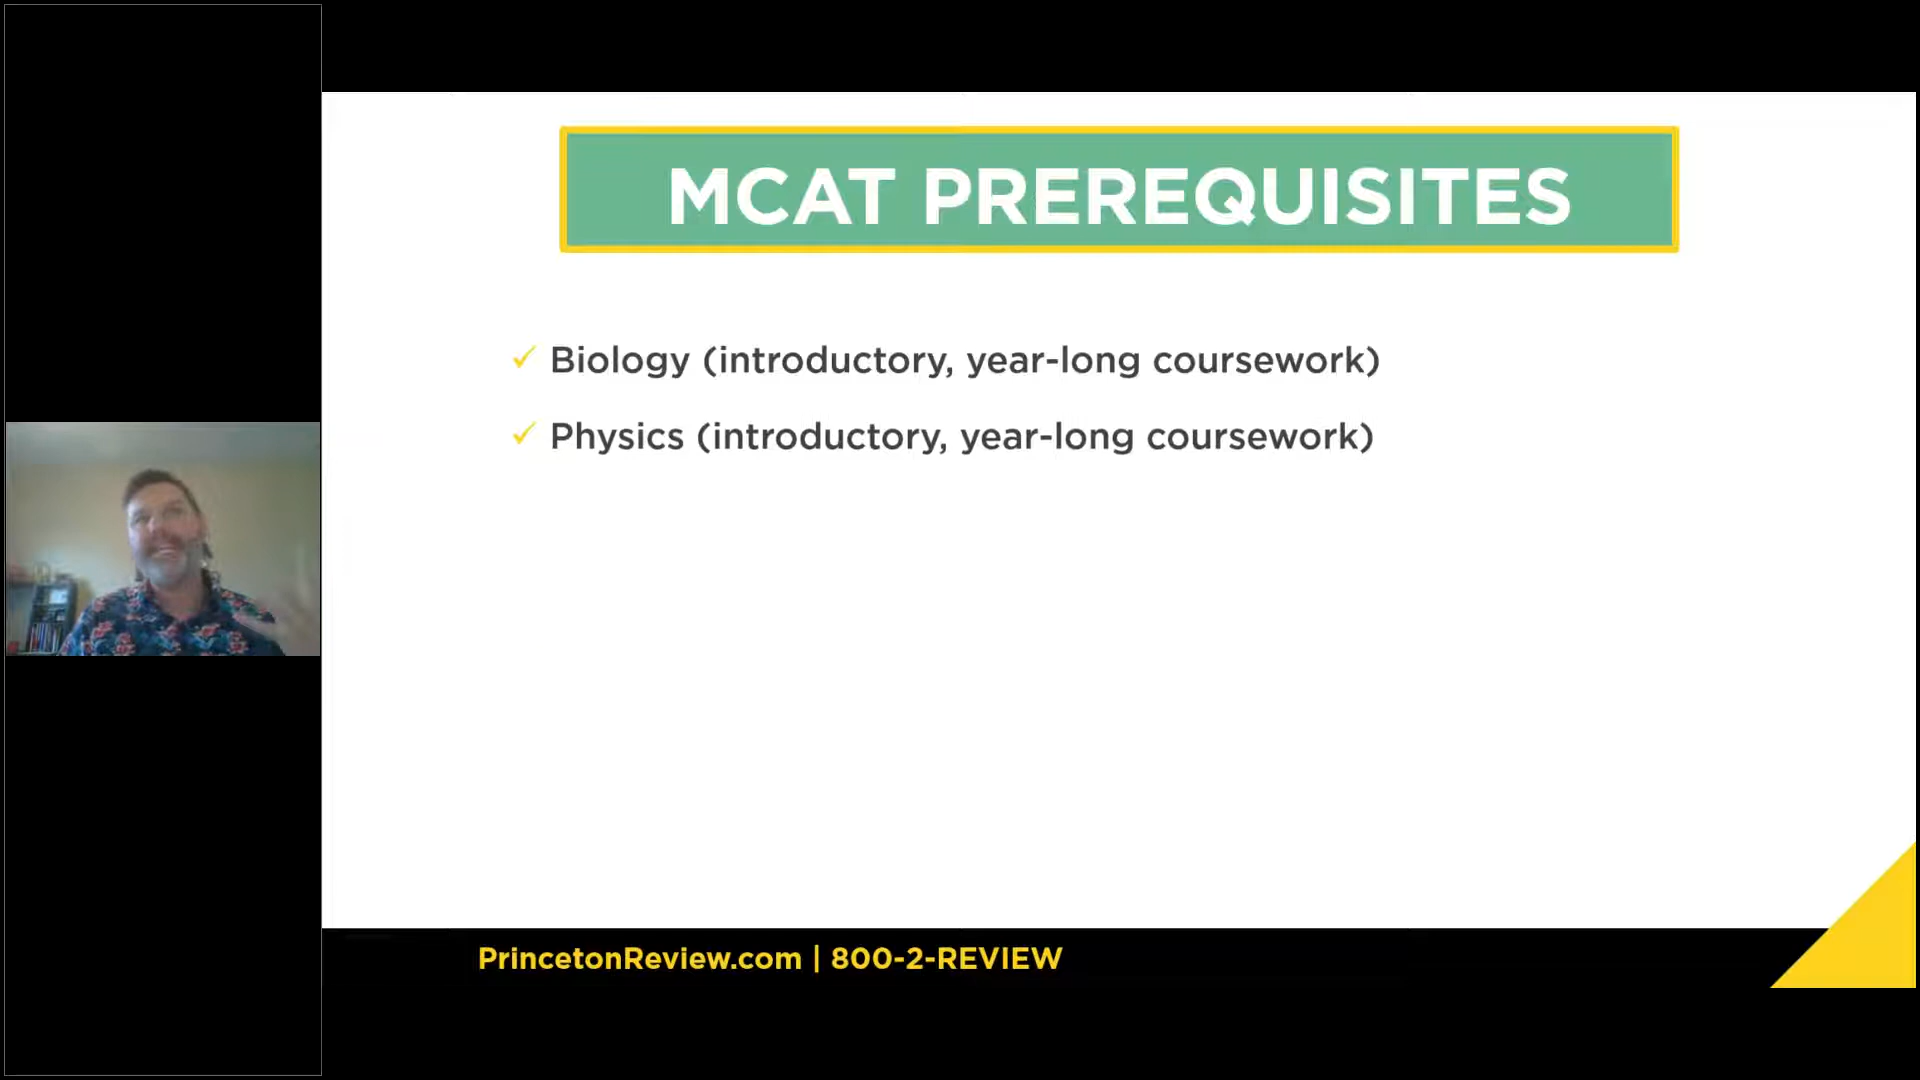 MCAT PREREQUISITES
Biology (introductory, year-long coursework)
Physics (introductory, year-long coursework)
PrincetonReview.com | 800-2-REVIEW